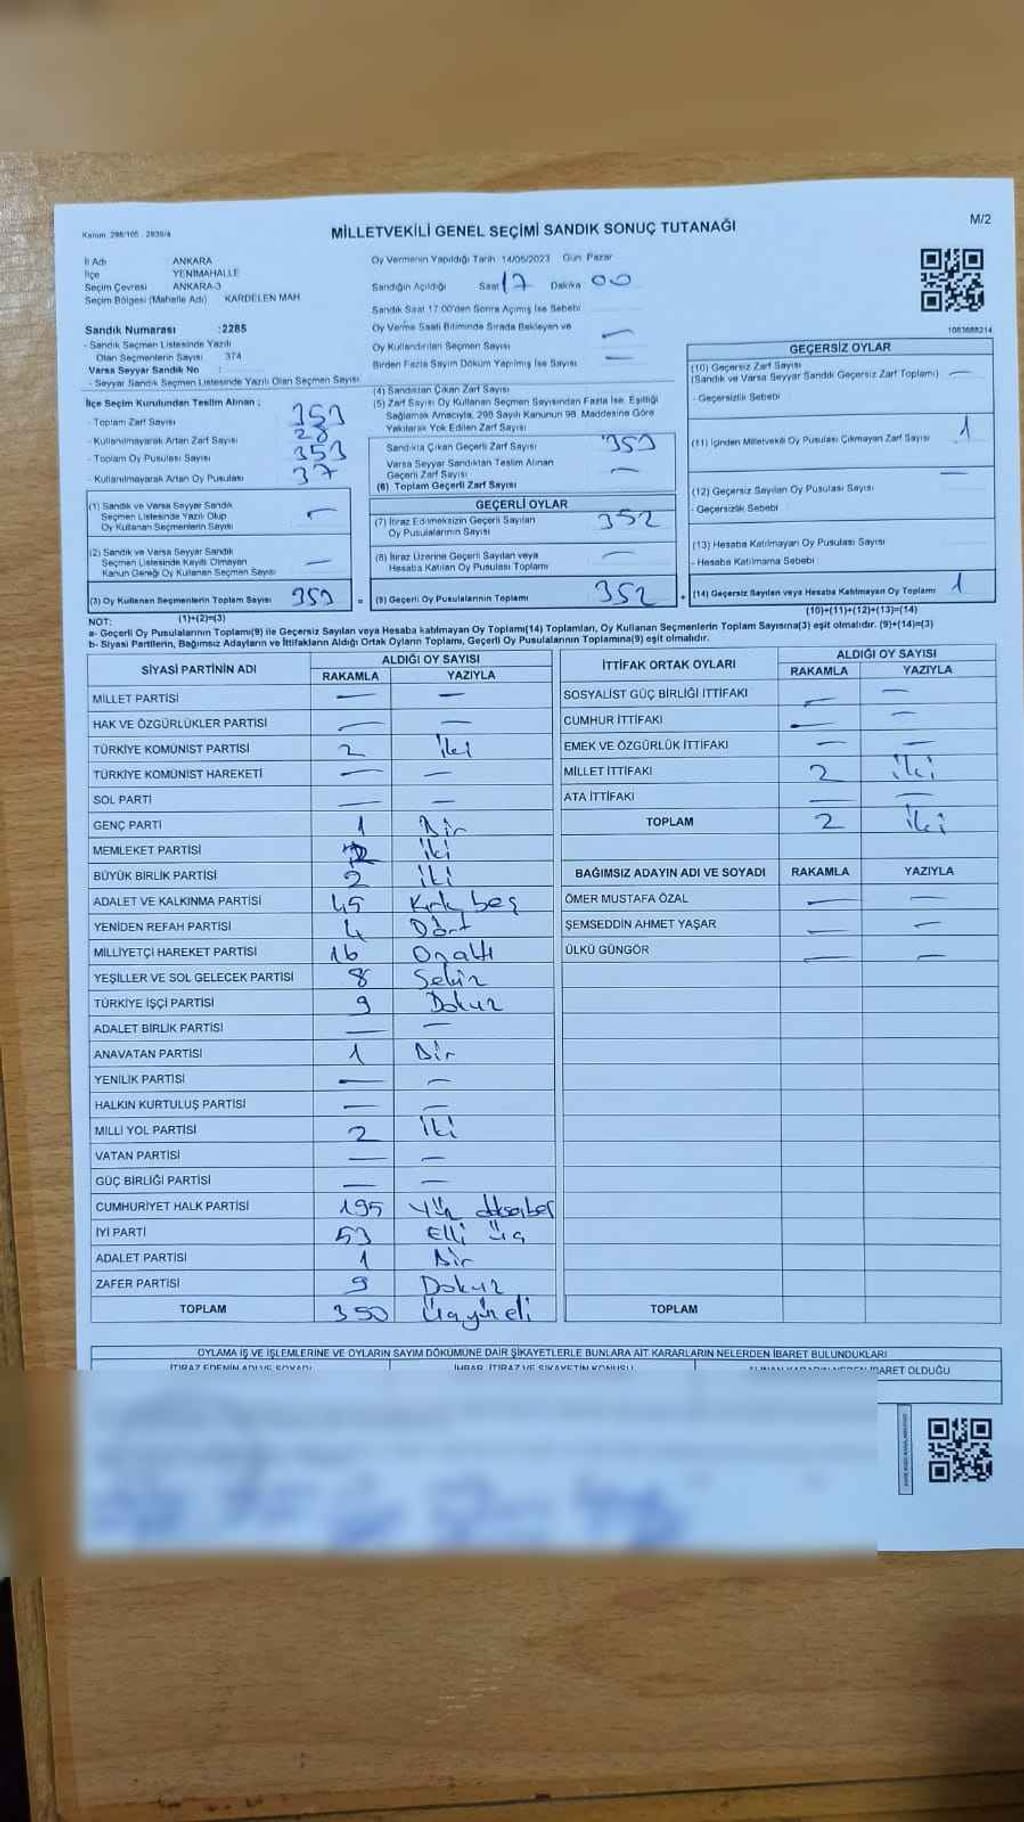 Kanun 298/105 - 2839/4
MİLLETVEKİLİ GENEL SEÇİMİ SANDIK SONUÇ TUTANAĞI
M/2
İl Adı ANKARA
İlçe YENİMAHALLE
Seçim Çevresi ANKARA-3
Seçim Bölgesi (Mahalle Adı) KARDELEN MAH
Sandık Numarası :2285
- Sandık Seçmen Listesinde Yazılı
Olan Seçmenlerin Sayısı 374
Varsa Seyyar Sandık No :
- Seyyar Sandık Seçmen Listesinde Yazılı Olan Seçmen Sayısı
İlçe Seçim Kurulundan Teslim Alınan :
- Toplam Zarf Sayısı
- Kullanılmayarak Artan Zarf Sayısı 28
- Toplam Oy Pusulası Sayısı 353
- Kullanılmayarak Artan Oy Pusulası 37
(1) Sandık ve Varsa Seyyar Sandık
Seçmen Listesinde Yazılı Olup
Oy Kullanan Seçmenlerin Sayısı —
(2) Sandık ve Varsa Seyyar Sandık
Seçmen Listesinde Kayıtlı Olmayan
Kanun Gereği Oy Kullanan Seçmen Sayısı —
(3) Oy Kullanan Seçmenlerin Toplam Sayısı 353 =
Oy Vermenin Yapıldığı Tarih 14/05/2023 Gün Pazar
Sandığın Açıldığı Saat 17 Dakika 00
Sandık Saat 17:00'den Sonra Açımış İse Sebebi
Oy Verme Saati Bitiminde Sırada Bekleyen ve
Oy Kullandırılan Seçmen Sayısı —
Birden Fazla Sayım Döküm Yapılmış İse Sayısı —
(4) Sandıktan Çıkan Zarf Sayısı
(5) Zarf Sayısı Oy Kullanan Seçmen Sayısından Fazla İse, Eşitliği
Sağlamak Amacıyla, 298 Sayılı Kanunun 98. Maddesine Göre
Yakılarak Yok Edilen Zarf Sayısı
Sandıkta Çıkan Geçerli Zarf Sayısı 353
Varsa Seyyar Sandıktan Teslim Alınan
Geçerli Zarf Sayısı —
(6) Toplam Geçerli Zarf Sayısı
GEÇERLİ OYLAR
(7) İtiraz Edilmeksizin Geçerli Sayılan
Oy Pusulalarının Sayısı 352
(8) İtiraz Üzerine Geçerli Sayılan veya
Hesaba Katılan Oy Pusulası Toplamı —
(9) Geçerli Oy Pusulalarının Toplamı 352 +
1083688214
GEÇERSİZ OYLAR
(10) Geçersiz Zarf Sayısı
(Sandık ve Varsa Seyyar Sandık Geçersiz Zarf Toplamı) —
- Geçersizlik Sebebi
(11) İçinden Milletvekili Oy Pusulası Çıkmayan Zarf Sayısı 1
(12) Geçersiz Sayılan Oy Pusulası Sayısı —
- Geçersizlik Sebebi
(13) Hesaba Katılmayan Oy Pusulası Sayısı
- Hesaba Katılmama Sebebi
(14) Geçersiz Sayılan veya Hesaba Katılmayan Oy Toplamı 1
NOT: (1)+(2)=(3)
(10)+(11)+(12)+(13)=(14)
a- Geçerli Oy Pusulalarının Toplamı(9) ile Geçersiz Sayılan veya Hesaba katılmayan Oy Toplamı(14) Toplamları, Oy Kullanan Seçmenlerin Toplam Sayısına(3) eşit olmalıdır. (9)+(14)=(3)
b- Siyasi Partilerin, Bağımsız Adayların ve İttifakların Aldığı Ortak Oyların Toplamı, Geçerli Oy Pusulalarının Toplamına(9) eşit olmalıdır.
SİYASİ PARTİNİN ADI ALDIĞI OY SAYISI
RAKAMLA YAZIYLA
MİLLET PARTİSİ — —
HAK VE ÖZGÜRLÜKLER PARTİSİ — —
TÜRKİYE KOMÜNİST PARTİSİ 2 iki
TÜRKİYE KOMÜNİST HAREKETİ — —
SOL PARTİ — —
GENÇ PARTİ 1 Bir
MEMLEKET PARTİSİ 2 iki
BÜYÜK BİRLİK PARTİSİ 2 iki
ADALET VE KALKINMA PARTİSİ 45 Kırk beş
YENİDEN REFAH PARTİSİ 4 Dört
MİLLİYETÇİ HAREKET PARTİSİ 16 Onaltı
YEŞİLLER VE SOL GELECEK PARTİSİ 8 Sekiz
TÜRKİYE İŞÇİ PARTİSİ 9 Dokuz
ADALET BİRLİK PARTİSİ — —
ANAVATAN PARTİSİ 1 Bir
YENİLİK PARTİSİ — —
HALKIN KURTULUŞ PARTİSİ — —
MİLLİ YOL PARTİSİ 2 İki
VATAN PARTİSİ — —
GÜÇ BİRLİĞİ PARTİSİ — —
CUMHURİYET HALK PARTİSİ 195 Yüz
İYİ PARTİ 53 Elli üç
ADALET PARTİSİ 1 Bir
ZAFER PARTİSİ 9 Dokuz
TOPLAM 350 Üçyüzelli
İTTİFAK ORTAK OYLARI ALDIĞI OY SAYISI
RAKAMLA YAZIYLA
SOSYALİST GÜÇ BİRLİĞİ İTTİFAKI — —
CUMHUR İTTİFAKI — —
EMEK VE ÖZGÜRLÜK İTTİFAKI — —
MİLLET İTTİFAKI 2 iki
ATA İTTİFAKI — —
TOPLAM 2 iki
BAĞIMSIZ ADAYIN ADI VE SOYADI RAKAMLA YAZIYLA
ÖMER MUSTAFA ÖZAL — —
ŞEMSEDDİN AHMET YAŞAR — —
ÜLKÜ GÜNGÖR — —
TOPLAM
OYLAMA İŞ VE İŞLEMLERİNE VE OYLARIN SAYIM DÖKÜMÜNE DAİR ŞİKAYETLERLE BUNLARA AİT KARARLARIN NELERDEN İBARET BULUNDUKLARI
İTİRAZ EDENİN ADI VE SOYADI İHBAR, İTİRAZ VE ŞİKAYETİN KONUSU İBARET OLDUĞU